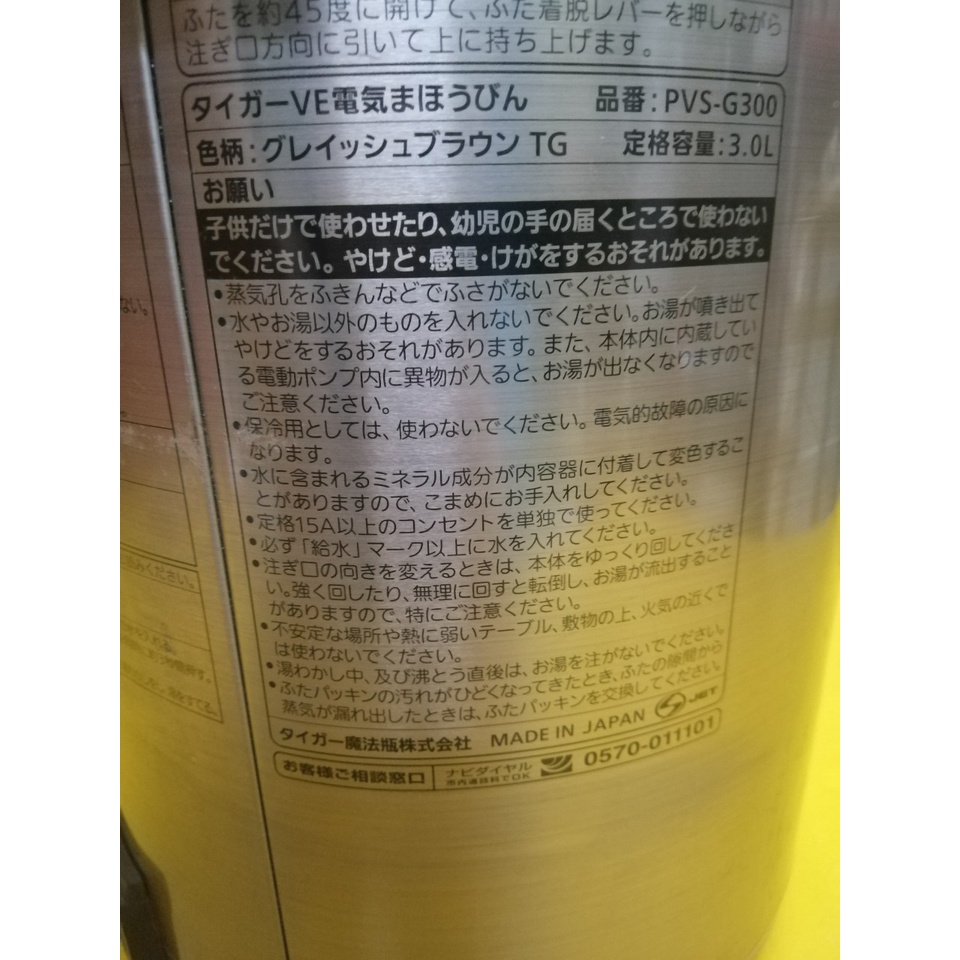 ふたを約45度に開けて、ふた着脱レバーを押しながら
注ぎ口方向に引いて上に持ち上げます。
タイガーVE電気まほうびん 品番:PVS-G300
色柄:グレイッシュブラウン TG 定格容量:3.0L
お願い
子供だけで使わせたり、幼児の手の届くところで使わない
でください。やけど・感電・けがをするおそれがあります。
•蒸気孔をふきんなどでふさがないでください。
•水やお湯以外のものを入れないでください。お湯が噴き出て
やけどをするおそれがあります。また、本体内に内蔵してい
る電動ポンプ内に異物が入ると、お湯が出なくなりますので
ご注意ください。
•保冷用としては、使わないでください。電気的故障の原因に
なります。
•水に含まれるミネラル成分が内容器に付着して変色するこ
とがありますので、こまめにお手入れしてください。
•定格15A以上のコンセントを単独で使ってください。
•必ず「給水」マーク以上に水を入れてください。
•注ぎ口の向きを変えるときは、本体をゆっくり回してくださ
い。強く回したり、無理に回すと転倒し、お湯が流出すること
がありますので、特にご注意ください。
•不安定な場所や熱に弱いテーブル、敷物の上、火気の近くで
は使わないでください。
•湯わかし中、及び沸とう直後は、お湯を注がないでください。
•ふたパッキンの汚れがひどくなってきたとき、ふたの隙間から
蒸気が漏れ出したときは、ふたパッキンを交換してください。
タイガー魔法瓶株式会社 MADE IN JAPAN JET
お客様ご相談窓口 ナビダイヤル 0570-011101
市内通話料でOK
ない。